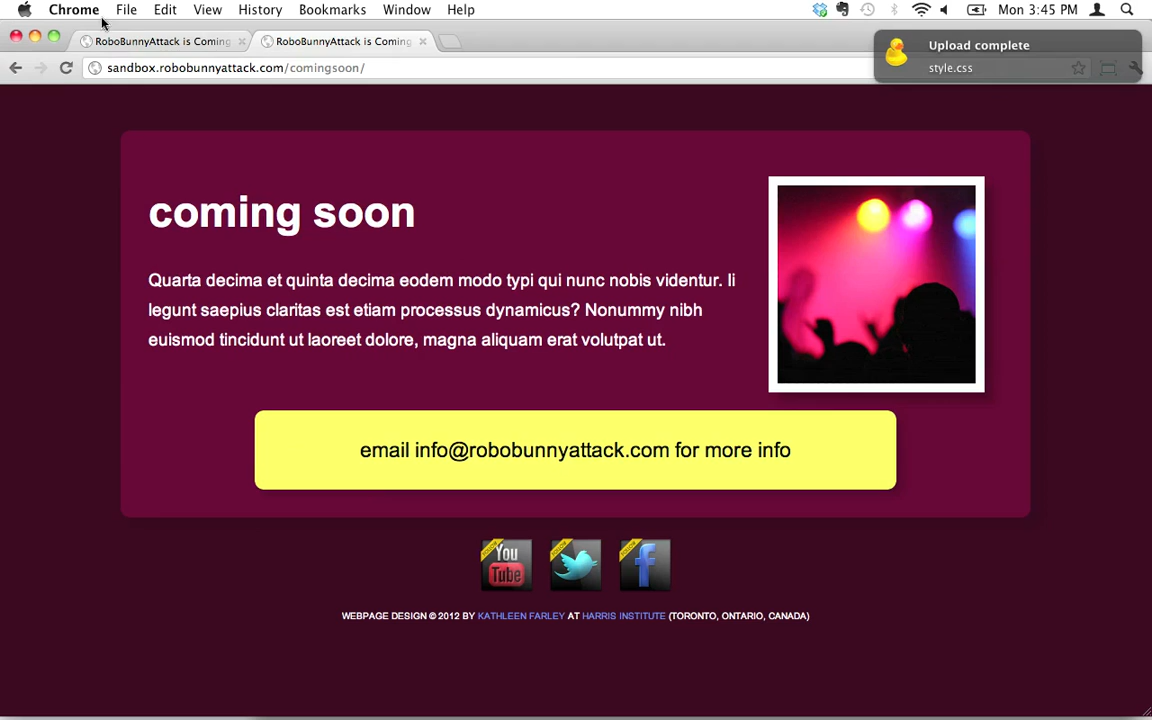 Chrome File Edit View History Bookmarks Window Help Mon 3:45 PM
RoboBunnyAttack is Coming RoboBunnyAttack is Coming
Upload complete
style.css
sandbox.robobunnyattack.com/comingsoon/
coming soon
Quarta decima et quinta decima eodem modo typi qui nunc nobis videntur. Ii
legunt saepius claritas est etiam processus dynamicus? Nonummy nibh
euismod tincidunt ut laoreet dolore, magna aliquam erat volutpat ut.
email info@robobunnyattack.com for more info
You
Tube
WEBPAGE DESIGN © 2012 BY KATHLEEN FARLEY AT HARRIS INSTITUTE (TORONTO, ONTARIO, CANADA)